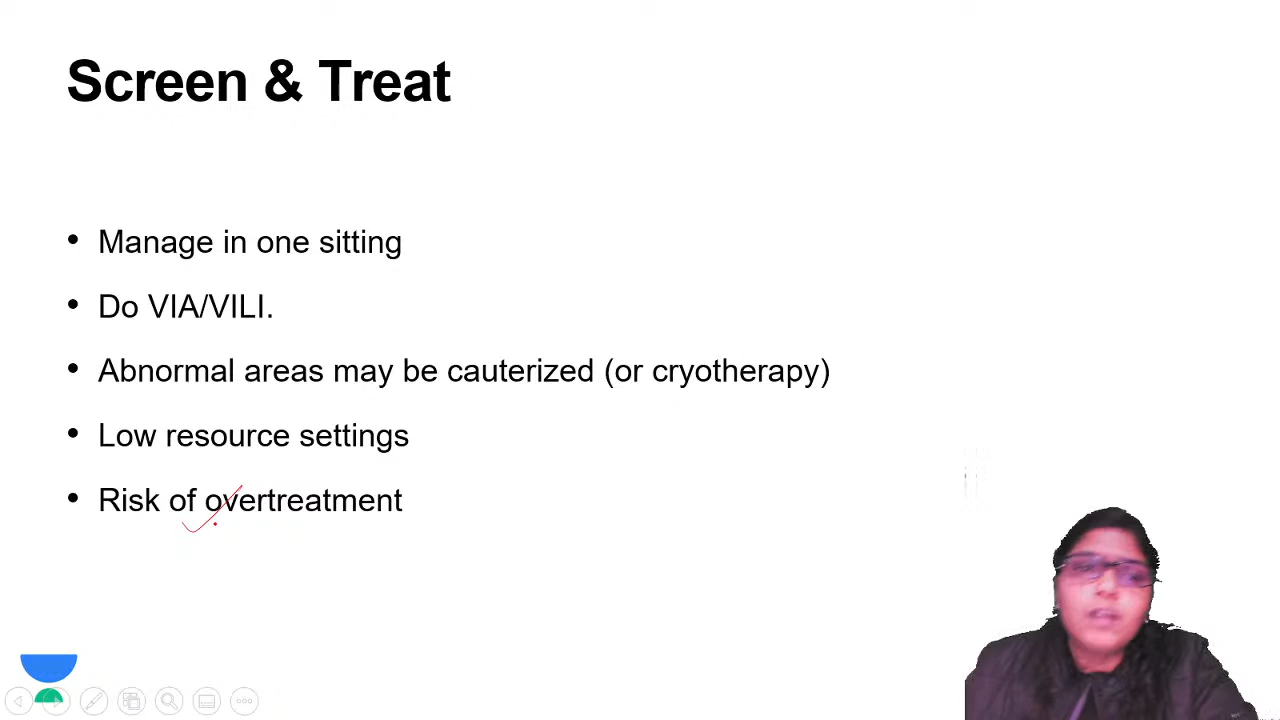 Screen & Treat
• Manage in one sitting
• Do VIA/VILI.
• Abnormal areas may be cauterized (or cryotherapy)
• Low resource settings
• Risk of overtreatment